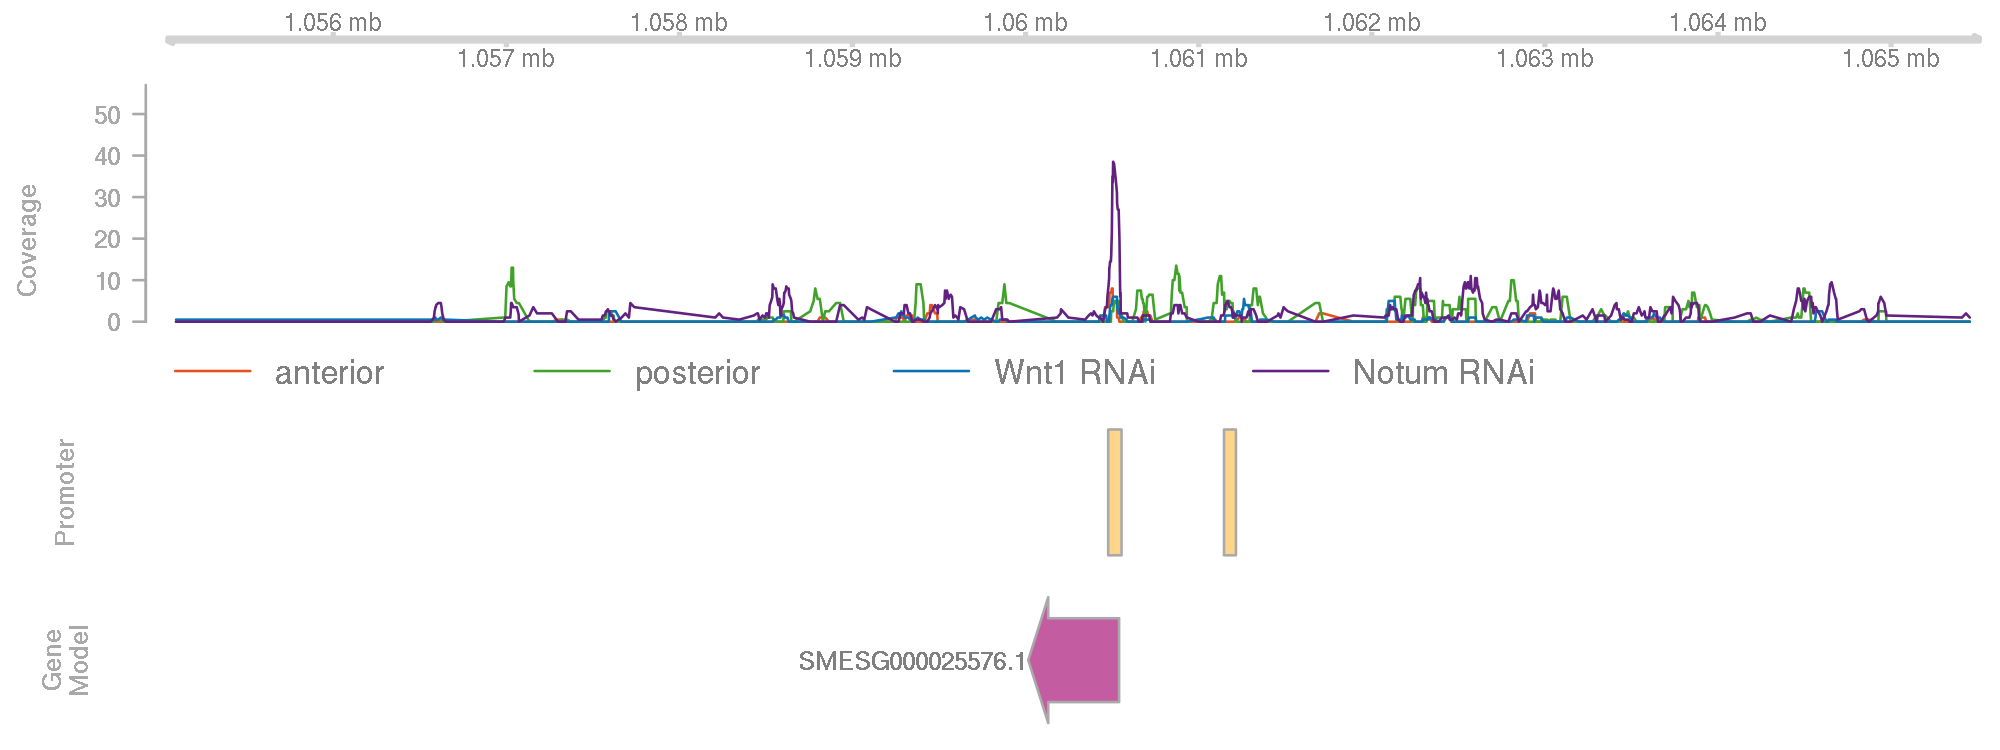 1.056 mb 1.058 mb 1.06 mb 1.062 mb 1.064 mb
1.057 mb 1.059 mb 1.061 mb 1.063 mb 1.065 mb
Coverage
50
40
30
20
10
0
anterior posterior Wnt1 RNAi Notum RNAi
Promoter
Gene
Model
SMESG000025576.1